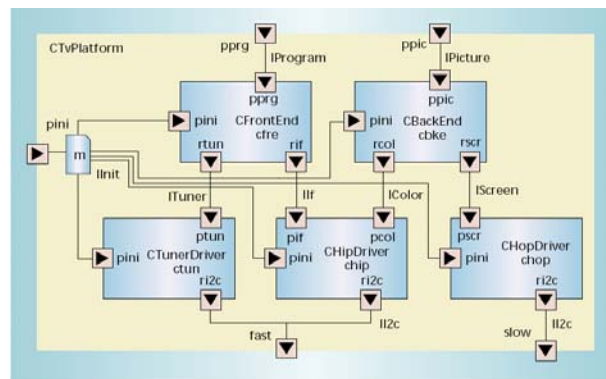 CTvPlatform
pprg
IProgram
ppic
IPicture
pprg
CFrontEnd
cfre
pini
rtun
rif
ppic
CBackEnd
cbke
pini
rcol
rscr
pini
m
IInit
ITuner
IIf
IColor
IScreen
ptun
CTunerDriver
ctun
pini
ri2c
pif
pcol
CHipDriver
chip
pini
ri2c
pscr
CHopDriver
chop
pini
ri2c
fast
II2c
slow
II2c